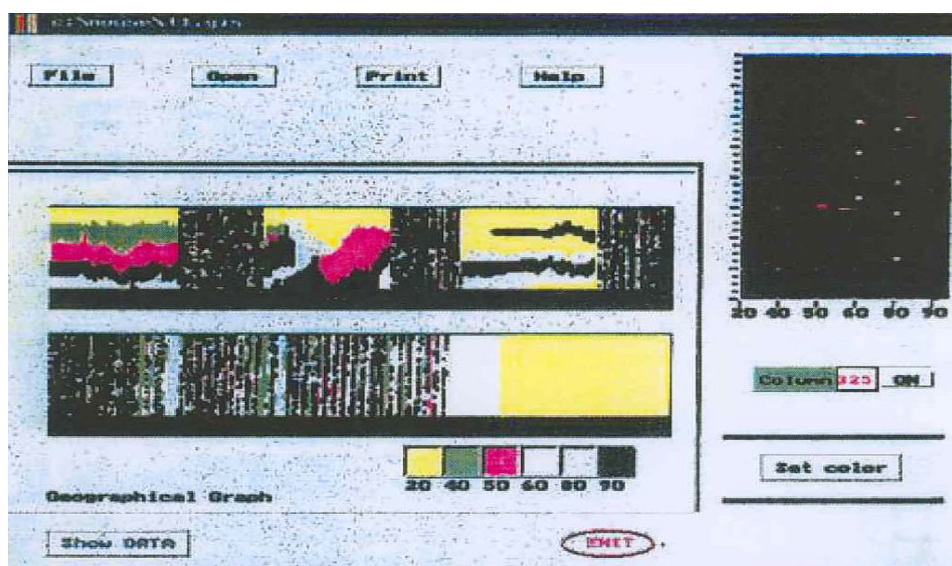 File Open Print Help
20 40 50 60 80 90
Column 325 ON
Set color
20 40 50 60 80 90
Geographical Graph
Show DATA
EXIT